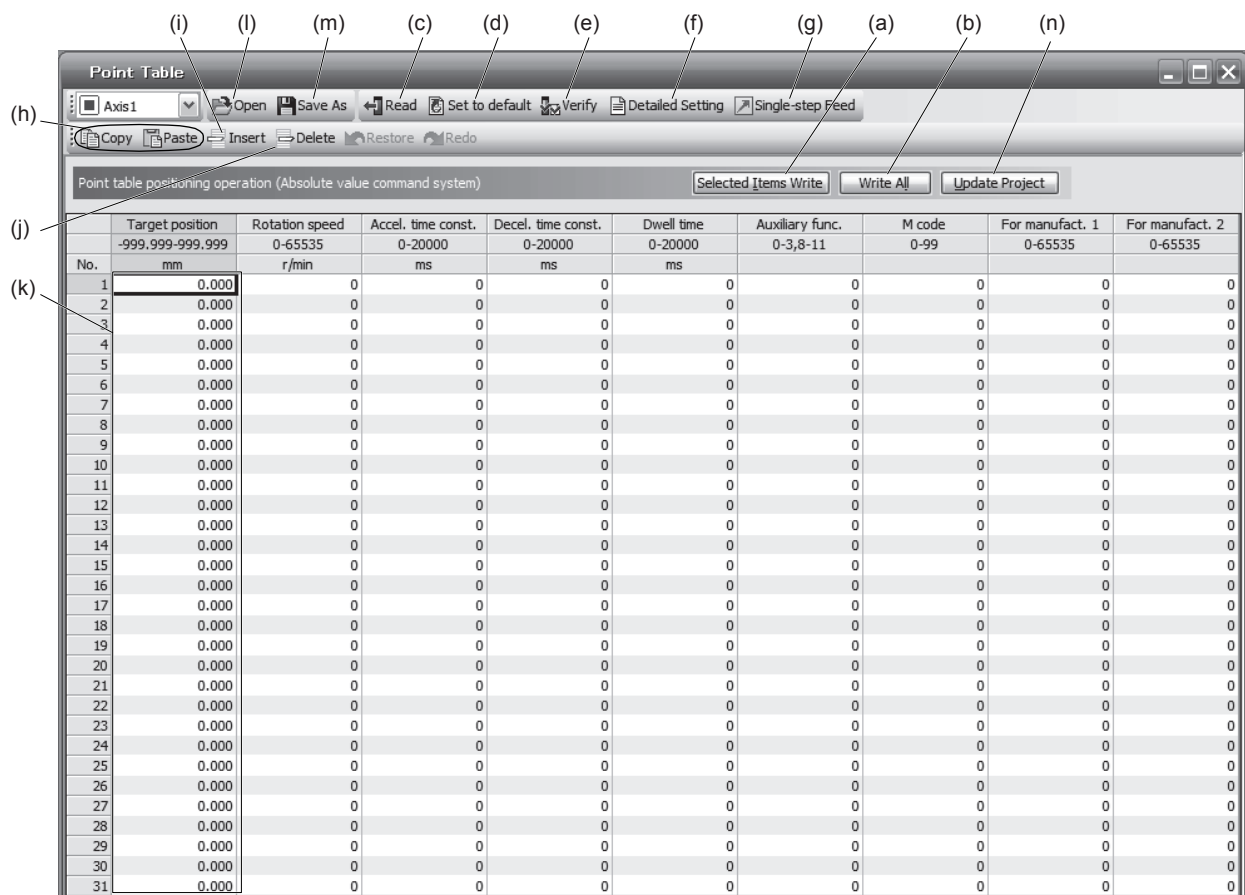 (i) (l) (m) (c) (d) (e) (f) (g) (a) (b) (n)
Point Table
Axis1 Open Save As Read Set to default Verify Detailed Setting Single-step Feed
(h)
Copy Paste Insert Delete Restore Redo
Point table positioning operation (Absolute value command system) Selected Items Write Write All Update Project
(j)
Target position Rotation speed Accel. time const. Decel. time const. Dwell time Auxiliary func. M code For manufact. 1 For manufact. 2
-999.999-999.999 0-65535 0-20000 0-20000 0-20000 0-3,8-11 0-99 0-65535 0-65535
No. mm r/min ms ms ms
(k)
1 0.000 0 0 0 0 0 0 0 0
2 0.000 0 0 0 0 0 0 0 0
3 0.000 0 0 0 0 0 0 0 0
4 0.000 0 0 0 0 0 0 0 0
5 0.000 0 0 0 0 0 0 0 0
6 0.000 0 0 0 0 0 0 0 0
7 0.000 0 0 0 0 0 0 0 0
8 0.000 0 0 0 0 0 0 0 0
9 0.000 0 0 0 0 0 0 0 0
10 0.000 0 0 0 0 0 0 0 0
11 0.000 0 0 0 0 0 0 0 0
12 0.000 0 0 0 0 0 0 0 0
13 0.000 0 0 0 0 0 0 0 0
14 0.000 0 0 0 0 0 0 0 0
15 0.000 0 0 0 0 0 0 0 0
16 0.000 0 0 0 0 0 0 0 0
17 0.000 0 0 0 0 0 0 0 0
18 0.000 0 0 0 0 0 0 0 0
19 0.000 0 0 0 0 0 0 0 0
20 0.000 0 0 0 0 0 0 0 0
21 0.000 0 0 0 0 0 0 0 0
22 0.000 0 0 0 0 0 0 0 0
23 0.000 0 0 0 0 0 0 0 0
24 0.000 0 0 0 0 0 0 0 0
25 0.000 0 0 0 0 0 0 0 0
26 0.000 0 0 0 0 0 0 0 0
27 0.000 0 0 0 0 0 0 0 0
28 0.000 0 0 0 0 0 0 0 0
29 0.000 0 0 0 0 0 0 0 0
30 0.000 0 0 0 0 0 0 0 0
31 0.000 0 0 0 0 0 0 0 0